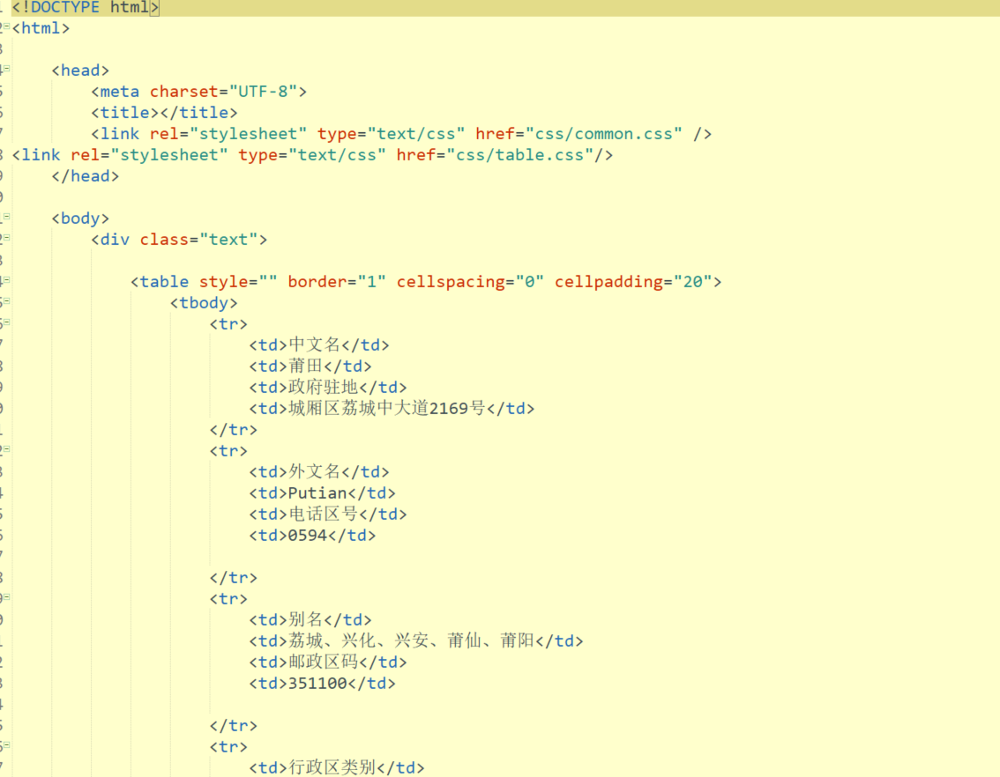 <!DOCTYPE html>
<html>
<head>
<meta charset="UTF-8">
<title></title>
<link rel="stylesheet" type="text/css" href="css/common.css" />
<link rel="stylesheet" type="text/css" href="css/table.css"/>
</head>
<body>
<div class="text">
<table style="" border="1" cellspacing="0" cellpadding="20">
<tbody>
<tr>
<td>中文名</td>
<td>莆田</td>
<td>政府驻地</td>
<td>城厢区荔城中大道2169号</td>
</tr>
<tr>
<td>外文名</td>
<td>Putian</td>
<td>电话区号</td>
<td>0594</td>
</tr>
<tr>
<td>别名</td>
<td>荔城、兴化、兴安、莆仙、莆阳</td>
<td>邮政区码</td>
<td>351100</td>
</tr>
<tr>
<td>行政区类别</td>